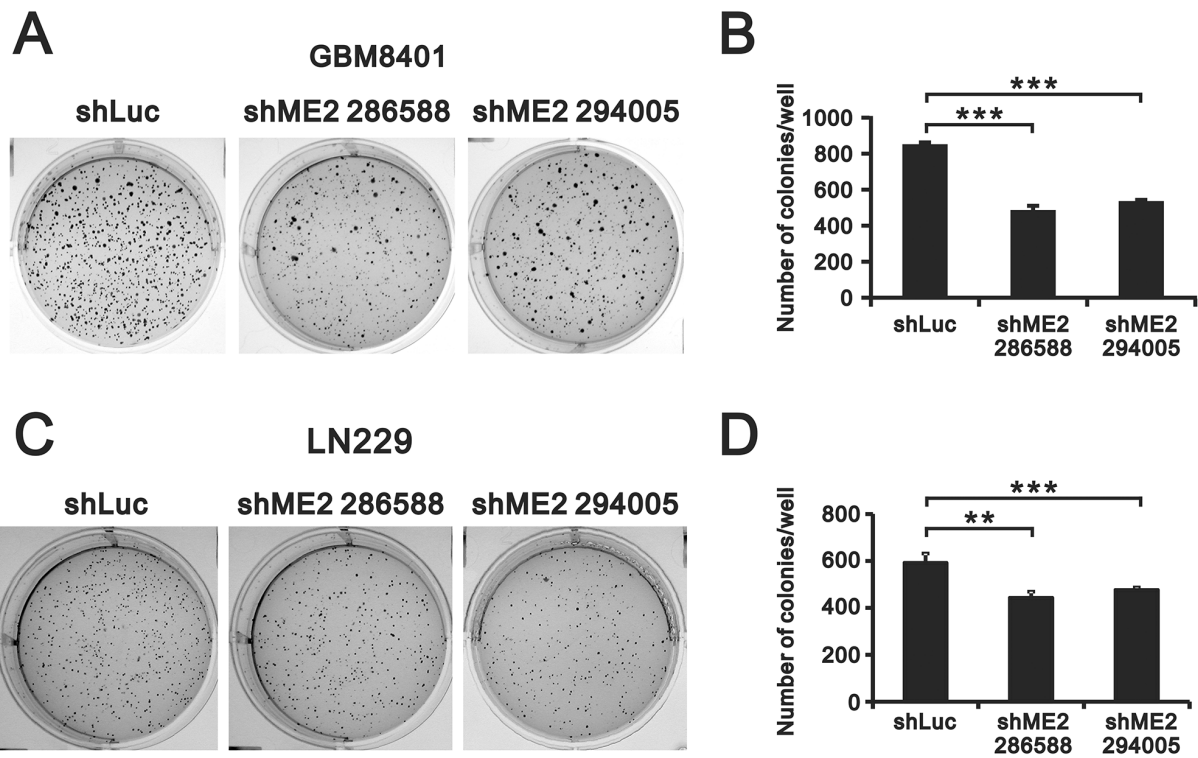 A
GBM8401
shLuc
shME2 286588
shME2 294005
B
***
***
Number of colonies/well
1000
800
600
400
200
0
shLuc
shME2
286588
shME2
294005
C
LN229
shLuc
shME2 286588
shME2 294005
D
***
**
Number of colonies/well
800
600
400
200
0
shLuc
shME2
286588
shME2
294005